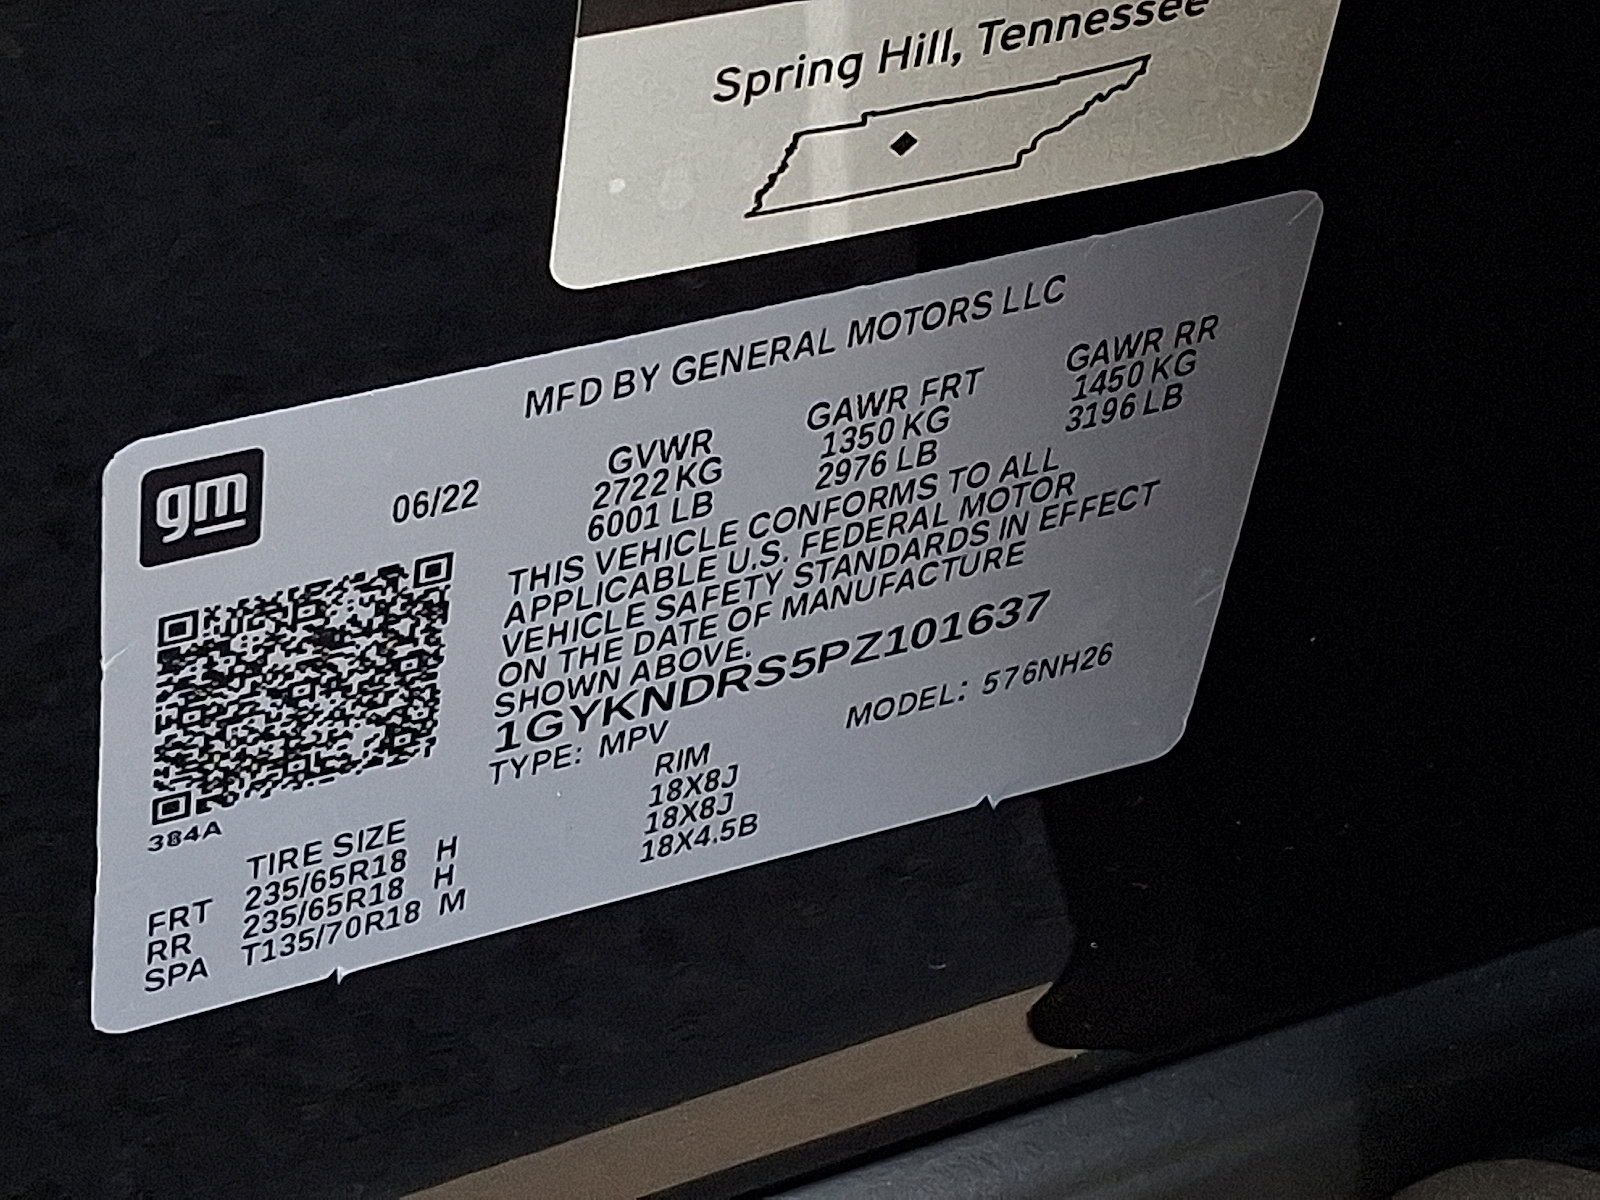 Spring Hill, Tennessee
MFD BY GENERAL MOTORS LLC
gm
06/22
GVWR
2722 KG
6001 LB
GAWR FRT
1350 KG
2976 LB
GAWR RR
1450 KG
3196 LB
THIS VEHICLE CONFORMS TO ALL
APPLICABLE U.S. FEDERAL MOTOR
VEHICLE SAFETY STANDARDS IN EFFECT
ON THE DATE OF MANUFACTURE
SHOWN ABOVE.
1GYKNDRS5PZ101637
TYPE: MPV
MODEL: 576NH26
384A
TIRE SIZE RIM
FRT 235/65R18 H 18X8J
RR 235/65R18 H 18X8J
SPA T135/70R18 M 18X4.5B